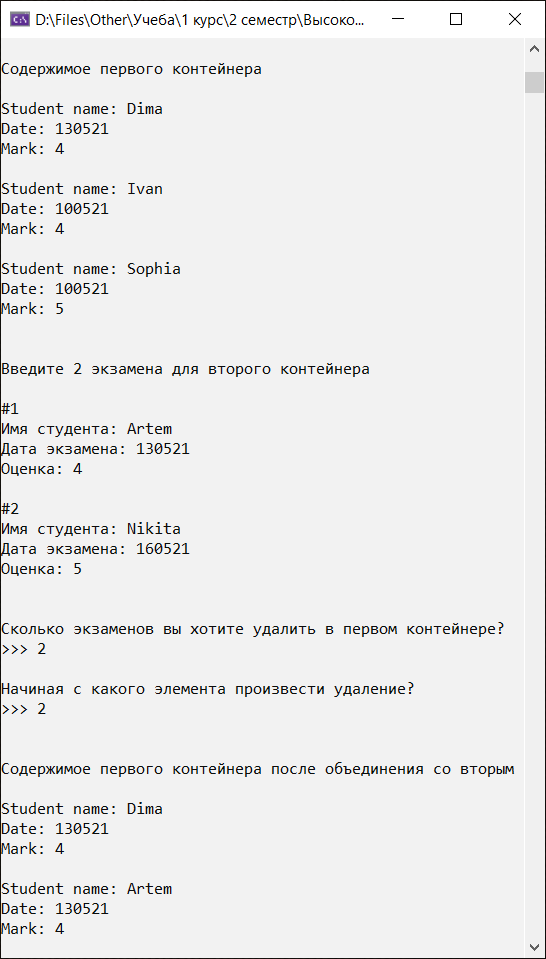 D:\Files\Other\Учеба\1 курс\2 семестр\Высоко...
Содержимое первого контейнера
Student name: Dima
Date: 130521
Mark: 4
Student name: Ivan
Date: 100521
Mark: 4
Student name: Sophia
Date: 100521
Mark: 5
Введите 2 экзамена для второго контейнера
#1
Имя студента: Artem
Дата экзамена: 130521
Оценка: 4
#2
Имя студента: Nikita
Дата экзамена: 160521
Оценка: 5
Сколько экзаменов вы хотите удалить в первом контейнере?
>>> 2
Начиная с какого элемента произвести удаление?
>>> 2
Содержимое первого контейнера после объединения со вторым
Student name: Dima
Date: 130521
Mark: 4
Student name: Artem
Date: 130521
Mark: 4